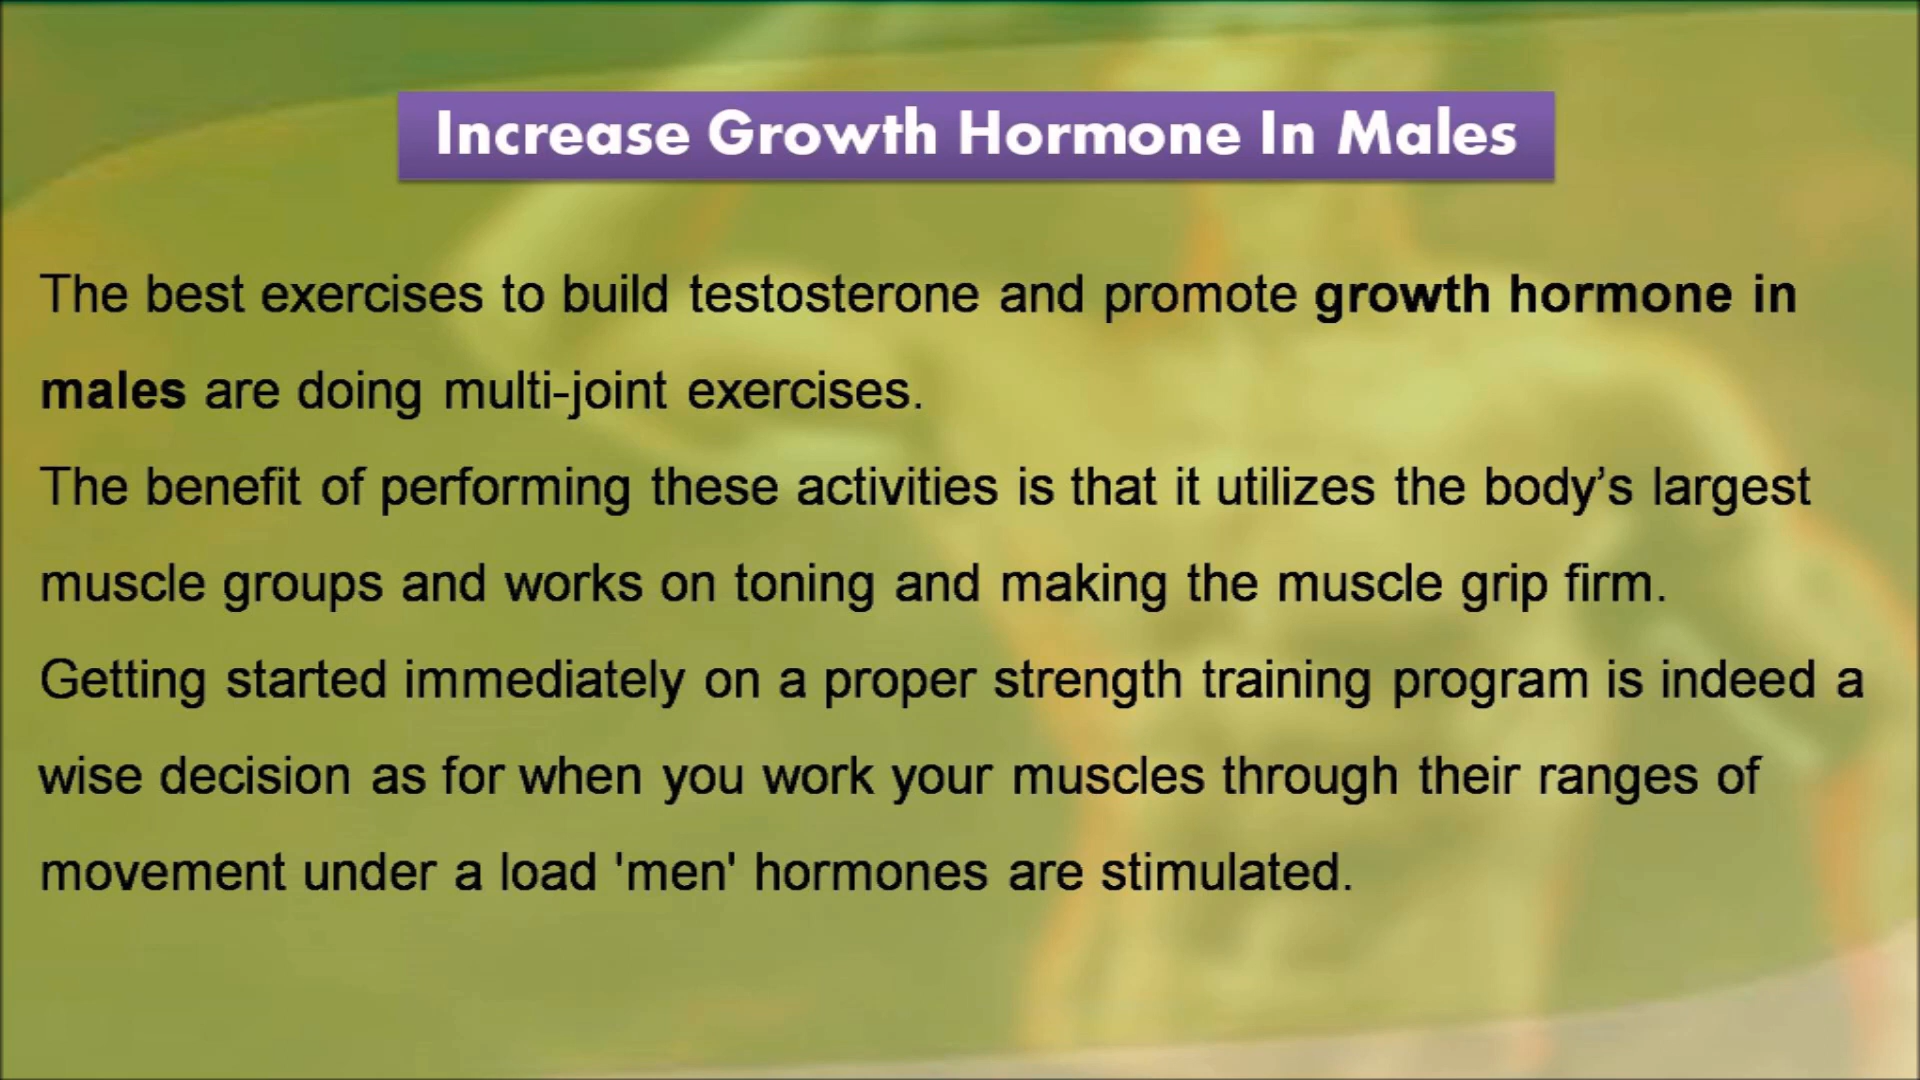 Increase Growth Hormone In Males
The best exercises to build testosterone and promote growth hormone in
males are doing multi-joint exercises.
The benefit of performing these activities is that it utilizes the body’s largest
muscle groups and works on toning and making the muscle grip firm.
Getting started immediately on a proper strength training program is indeed a
wise decision as for when you work your muscles through their ranges of
movement under a load 'men' hormones are stimulated.